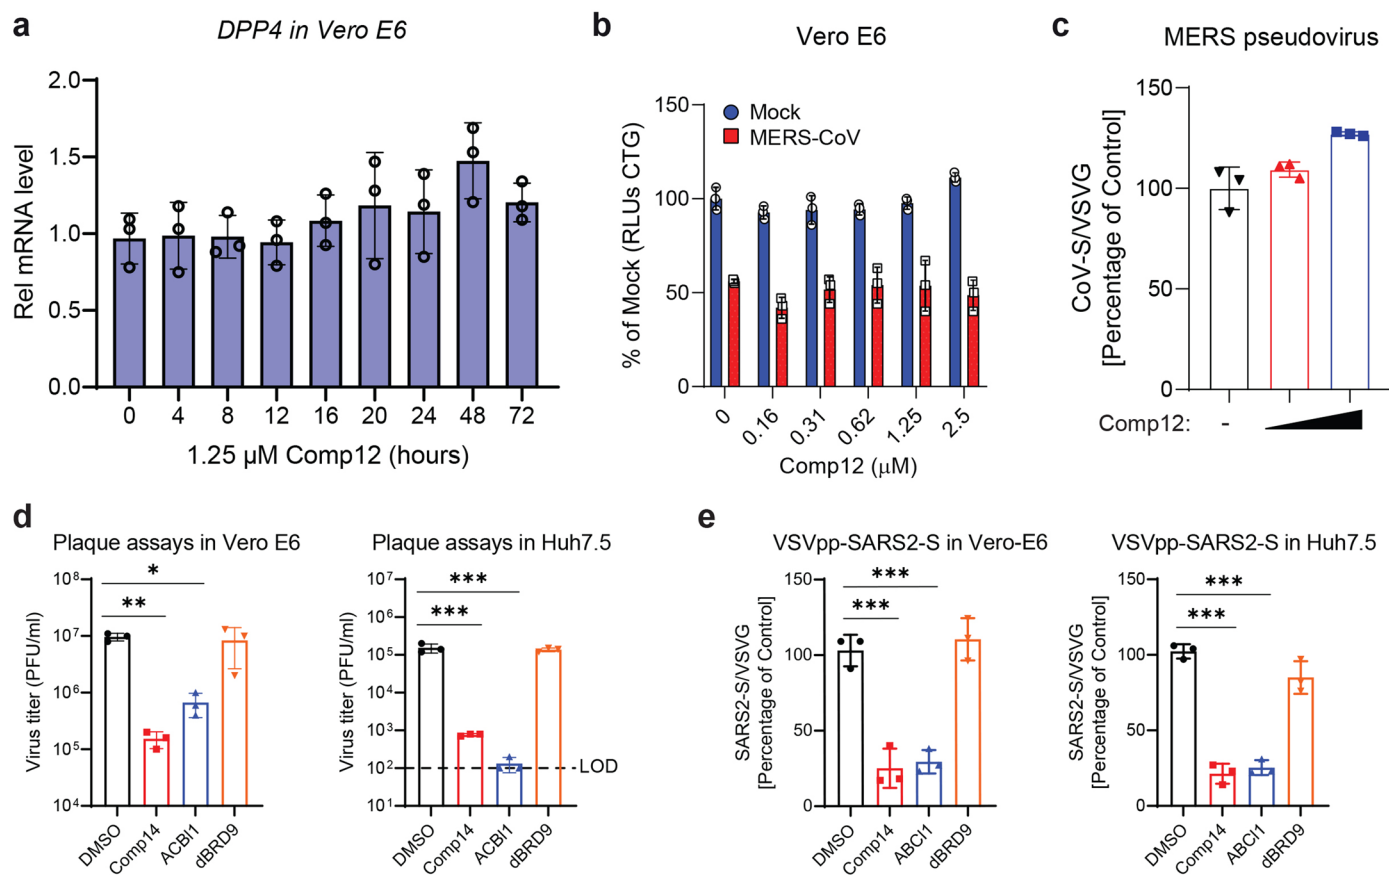 a
DPP4 in Vero E6
Rel mRNA level
2.0
1.5
1.0
0.5
0.0
0 4 8 12 16 20 24 48 72
1.25 µM Comp12 (hours)
b
Vero E6
% of Mock (RLUs CTG)
150
100
50
0
Mock
MERS-CoV
0 0.16 0.31 0.62 1.25 2.5
Comp12 (µM)
c
MERS pseudovirus
CoV-S/VSVG
[Percentage of Control]
150
100
50
0
Comp12: -
d
Plaque assays in Vero E6
Virus titer (PFU/ml)
10⁸
10⁷
10⁶
10⁵
10⁴
*
**
DMSO Comp14 ACBI1 dBRD9
Plaque assays in Huh7.5
Virus titer (PFU/ml)
10⁷
10⁶
10⁵
10⁴
10³
10²
10¹
***
***
LOD
DMSO Comp14 ACBI1 dBRD9
e
VSVpp-SARS2-S in Vero-E6
SARS2-S/VSVG
[Percentage of Control]
150
100
50
0
***
***
DMSO Comp14 ABCI1 dBRD9
VSVpp-SARS2-S in Huh7.5
SARS2-S/VSVG
[Percentage of Control]
150
100
50
0
***
***
DMSO Comp14 ABCI1 dBRD9